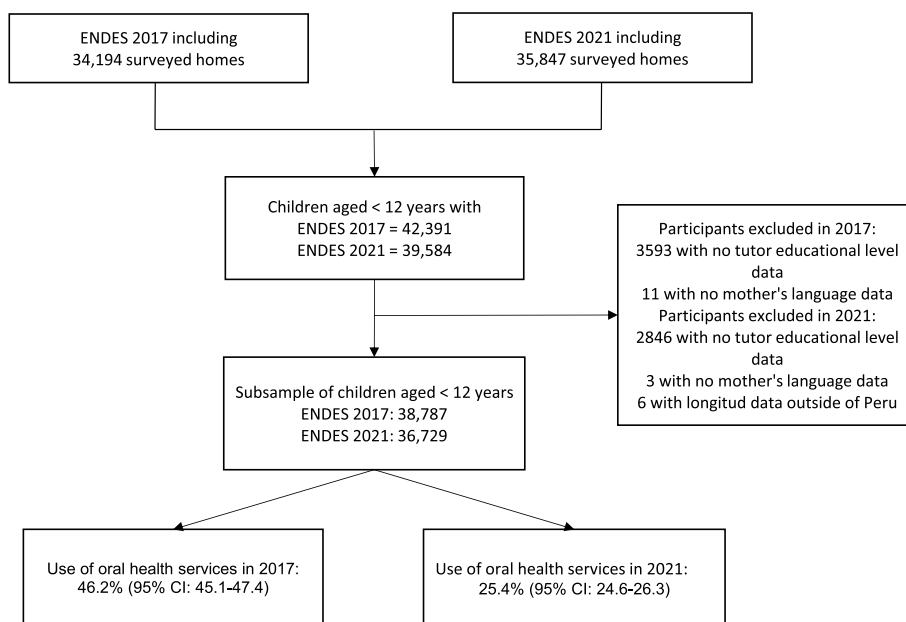 ENDES 2017 including
34,194 surveyed homes
ENDES 2021 including
35,847 surveyed homes
Children aged < 12 years with
ENDES 2017 = 42,391
ENDES 2021 = 39,584
Participants excluded in 2017:
3593 with no tutor educational level
data
11 with no mother's language data
Participants excluded in 2021:
2846 with no tutor educational level
data
3 with no mother's language data
6 with longitud data outside of Peru
Subsample of children aged < 12 years
ENDES 2017: 38,787
ENDES 2021: 36,729
Use of oral health services in 2017:
46.2% (95% CI: 45.1-47.4)
Use of oral health services in 2021:
25.4% (95% CI: 24.6-26.3)